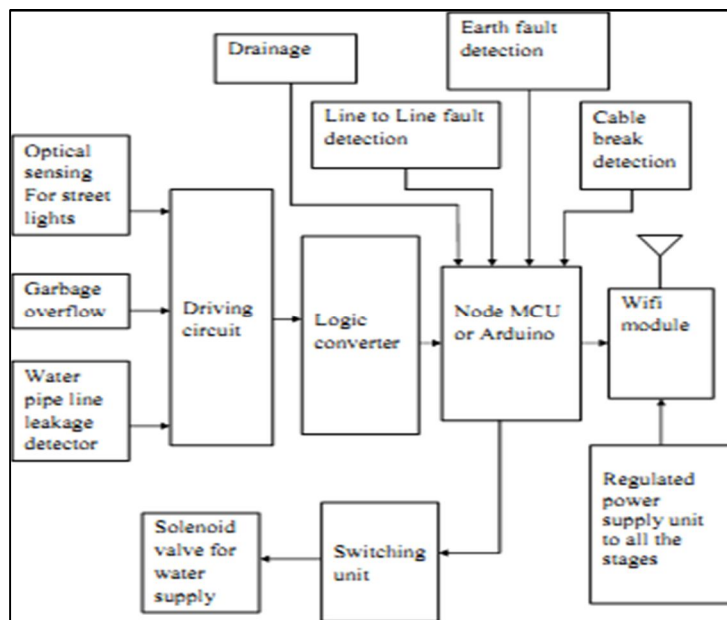 Drainage
Earth fault
detection
Line to Line fault
detection
Cable
break
detection
Optical
sensing
For street
lights
Garbage
overflow
Water
pipe line
leakage
detector
Driving
circuit
Logic
converter
Node MCU
or Arduino
Wifi
module
Regulated
power
supply unit
to all the
stages
Switching
unit
Solenoid
valve for
water
supply